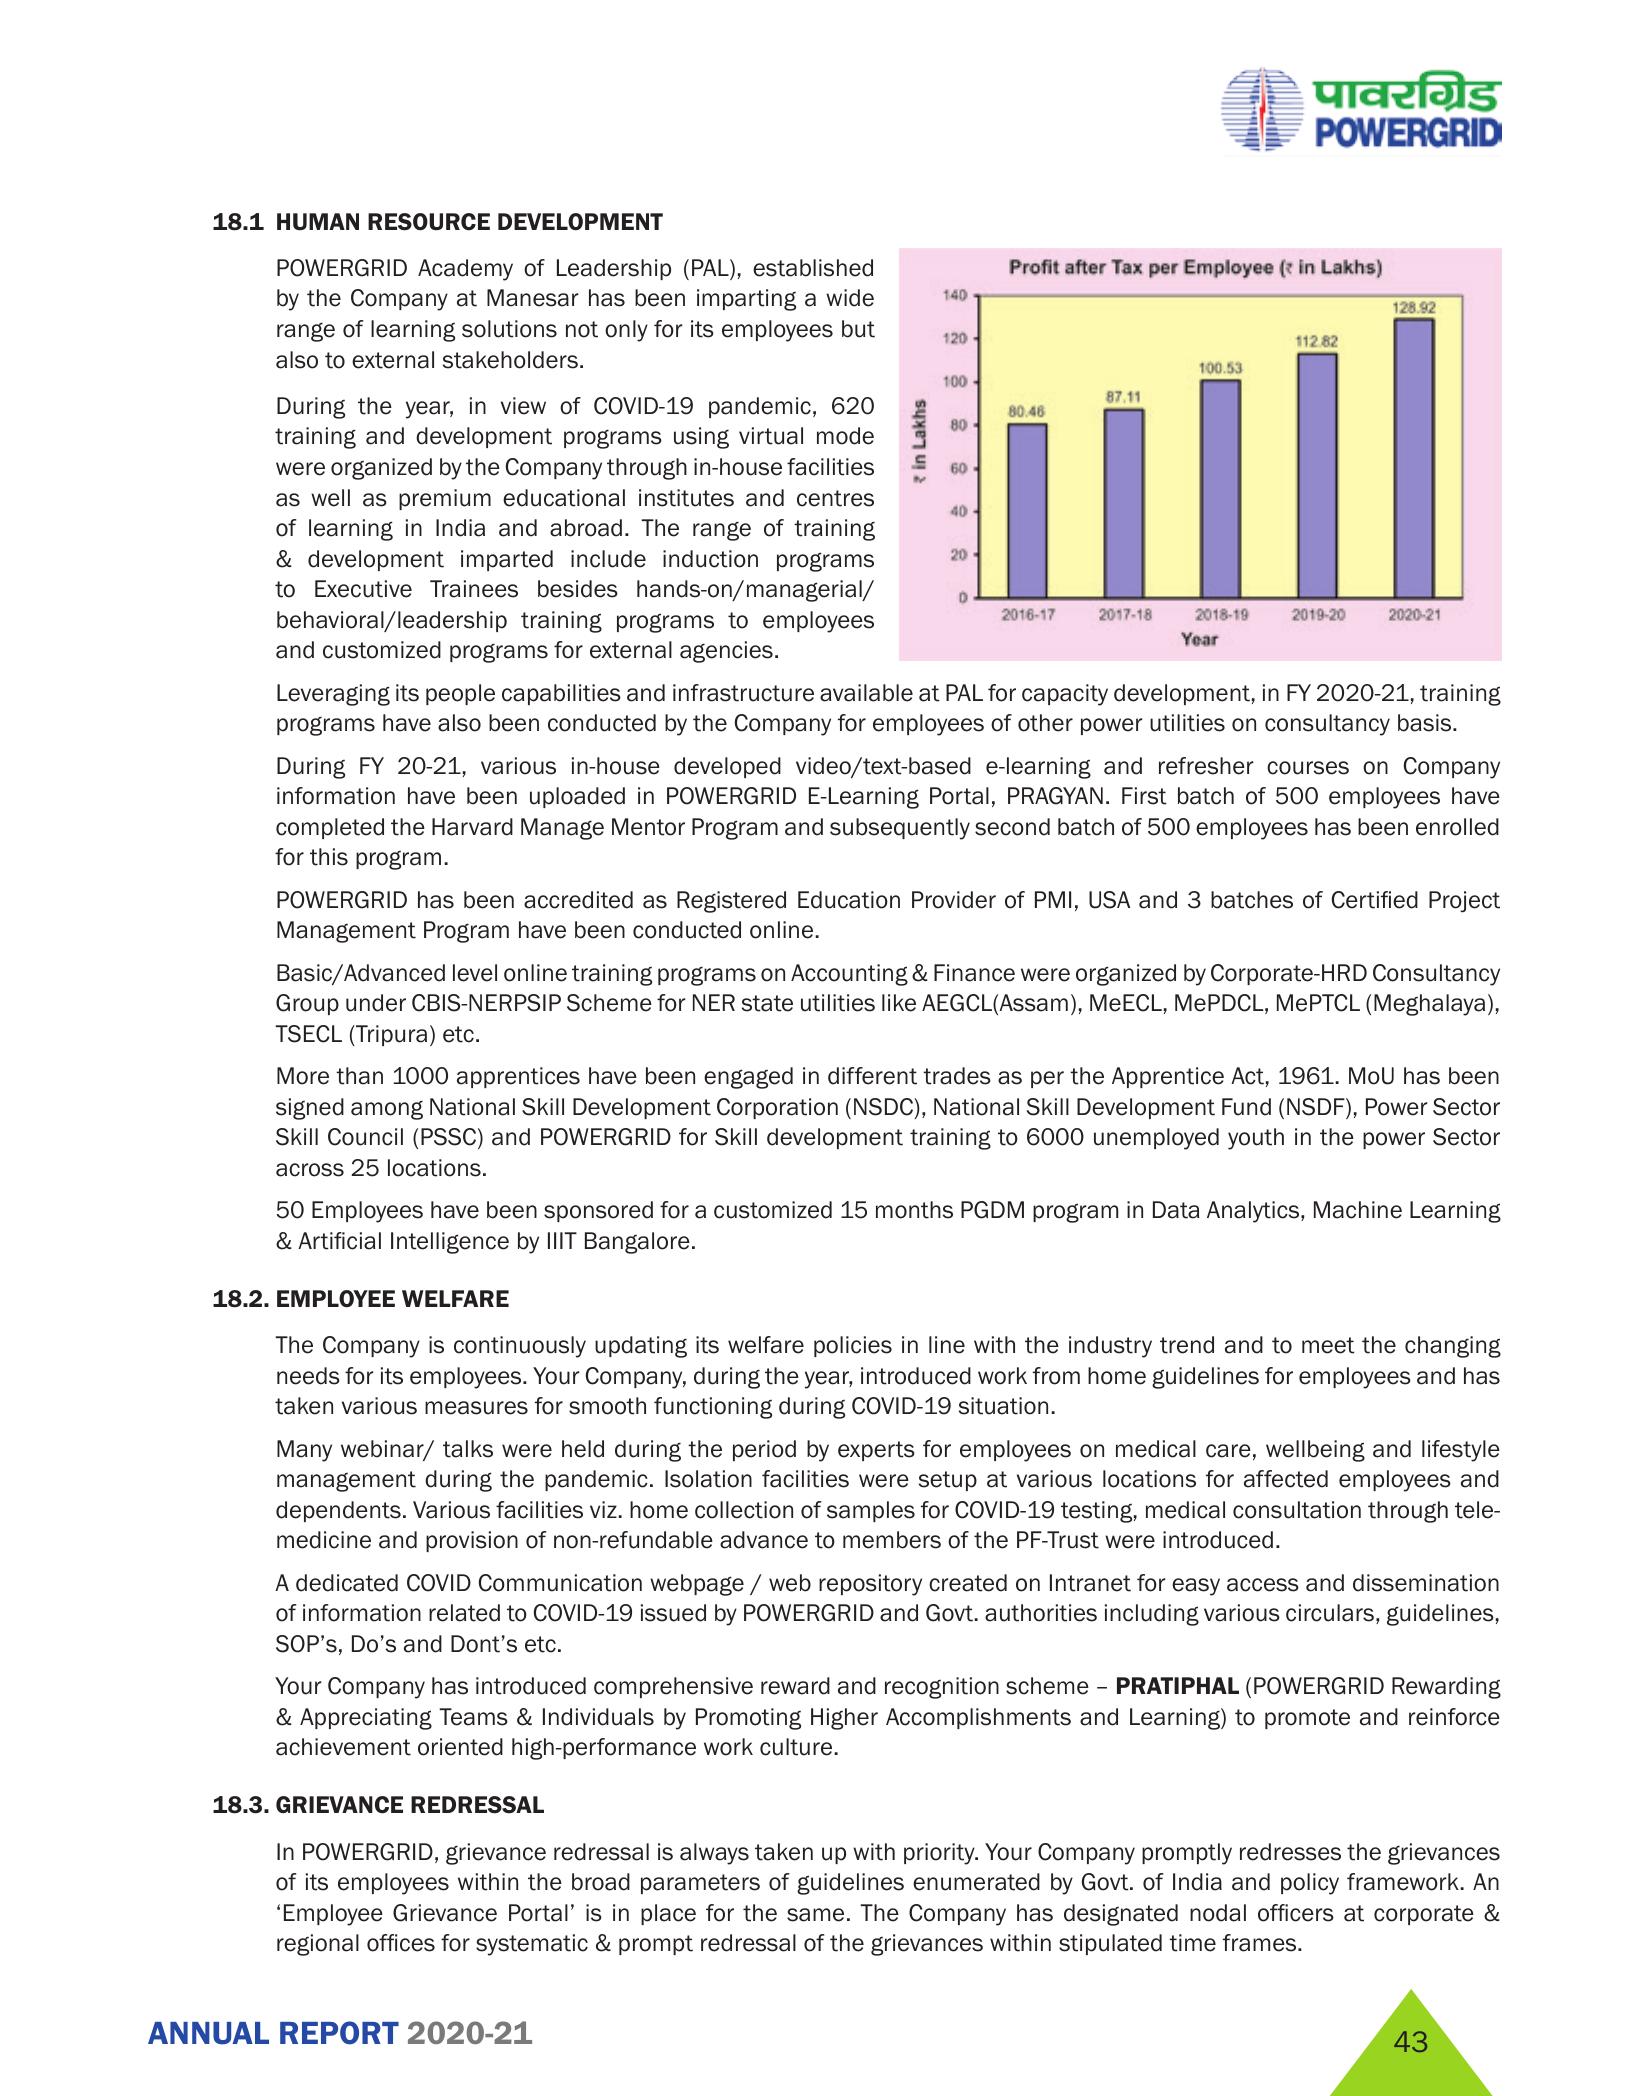 पावरग्रिड
POWERGRID
18.1 HUMAN RESOURCE DEVELOPMENT
POWERGRID Academy of Leadership (PAL), established
by the Company at Manesar has been imparting a wide
range of learning solutions not only for its employees but
also to external stakeholders.
During the year, in view of COVID-19 pandemic, 620
training and development programs using virtual mode
were organized by the Company through in-house facilities
as well as premium educational institutes and centres
of learning in India and abroad. The range of training
& development imparted include induction programs
to Executive Trainees besides hands-on/managerial/
behavioral/leadership training programs to employees
and customized programs for external agencies.
Profit after Tax per Employee (₹ in Lakhs)
₹ in Lakhs
140
120
100
80
60
40
20
0
80.46
87.11
100.53
112.82
128.92
2016-17 2017-18 2018-19 2019-20 2020-21
Year
Leveraging its people capabilities and infrastructure available at PAL for capacity development, in FY 2020-21, training
programs have also been conducted by the Company for employees of other power utilities on consultancy basis.
During FY 20-21, various in-house developed video/text-based e-learning and refresher courses on Company
information have been uploaded in POWERGRID E-Learning Portal, PRAGYAN. First batch of 500 employees have
completed the Harvard Manage Mentor Program and subsequently second batch of 500 employees has been enrolled
for this program.
POWERGRID has been accredited as Registered Education Provider of PMI, USA and 3 batches of Certified Project
Management Program have been conducted online.
Basic/Advanced level online training programs on Accounting & Finance were organized by Corporate-HRD Consultancy
Group under CBIS-NERPSIP Scheme for NER state utilities like AEGCL(Assam), MeECL, MePDCL, MePTCL (Meghalaya),
TSECL (Tripura) etc.
More than 1000 apprentices have been engaged in different trades as per the Apprentice Act, 1961. MoU has been
signed among National Skill Development Corporation (NSDC), National Skill Development Fund (NSDF), Power Sector
Skill Council (PSSC) and POWERGRID for Skill development training to 6000 unemployed youth in the power Sector
across 25 locations.
50 Employees have been sponsored for a customized 15 months PGDM program in Data Analytics, Machine Learning
& Artificial Intelligence by IIIT Bangalore.
18.2. EMPLOYEE WELFARE
The Company is continuously updating its welfare policies in line with the industry trend and to meet the changing
needs for its employees. Your Company, during the year, introduced work from home guidelines for employees and has
taken various measures for smooth functioning during COVID-19 situation.
Many webinar/ talks were held during the period by experts for employees on medical care, wellbeing and lifestyle
management during the pandemic. Isolation facilities were setup at various locations for affected employees and
dependents. Various facilities viz. home collection of samples for COVID-19 testing, medical consultation through tele-
medicine and provision of non-refundable advance to members of the PF-Trust were introduced.
A dedicated COVID Communication webpage / web repository created on Intranet for easy access and dissemination
of information related to COVID-19 issued by POWERGRID and Govt. authorities including various circulars, guidelines,
SOP’s, Do’s and Dont’s etc.
Your Company has introduced comprehensive reward and recognition scheme – PRATIPHAL (POWERGRID Rewarding
& Appreciating Teams & Individuals by Promoting Higher Accomplishments and Learning) to promote and reinforce
achievement oriented high-performance work culture.
18.3. GRIEVANCE REDRESSAL
In POWERGRID, grievance redressal is always taken up with priority. Your Company promptly redresses the grievances
of its employees within the broad parameters of guidelines enumerated by Govt. of India and policy framework. An
‘Employee Grievance Portal’ is in place for the same. The Company has designated nodal officers at corporate &
regional offices for systematic & prompt redressal of the grievances within stipulated time frames.
ANNUAL REPORT 2020-21
43